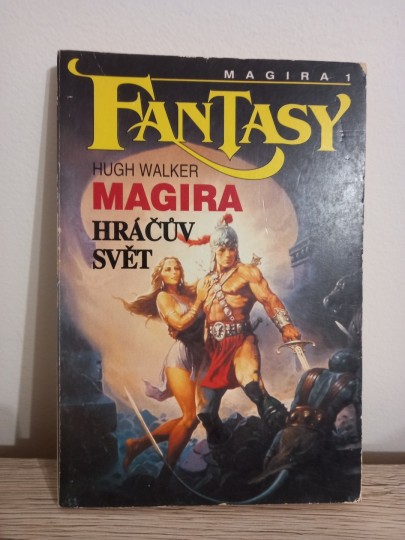 MAGIRA 1
FANTASY
HUGH WALKER
MAGIRA
HRÁČŮV
SVĚT